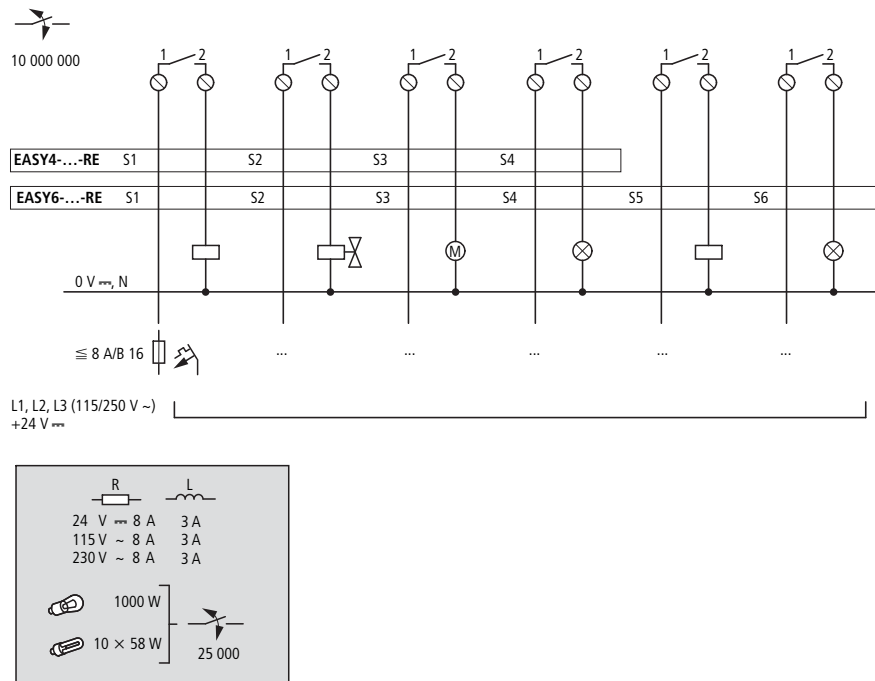 10 000 000
1 2 1 2 1 2 1 2 1 2 1 2
EASY4-...-RE S1 S2 S3 S4
EASY6-...-RE S1 S2 S3 S4 S5 S6
M
0 V ⎓, N
≦ 8 A/B 16 ... ... ... ... ...
L1, L2, L3 (115/250 V ~)
+24 V ⎓
R L
24 V ⎓ 8 A 3 A
115 V ~ 8 A 3 A
230 V ~ 8 A 3 A
1000 W
10 × 58 W
25 000